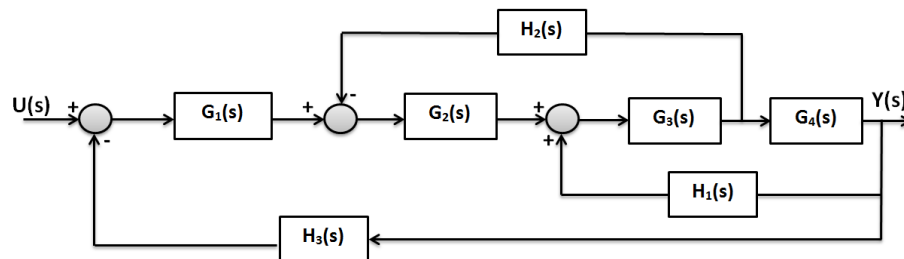 H₂(s)
-
U(s)
+
G₁(s)
+
G₂(s)
+
G₃(s)
G₄(s)
Y(s)
-
+
H₁(s)
H₃(s)